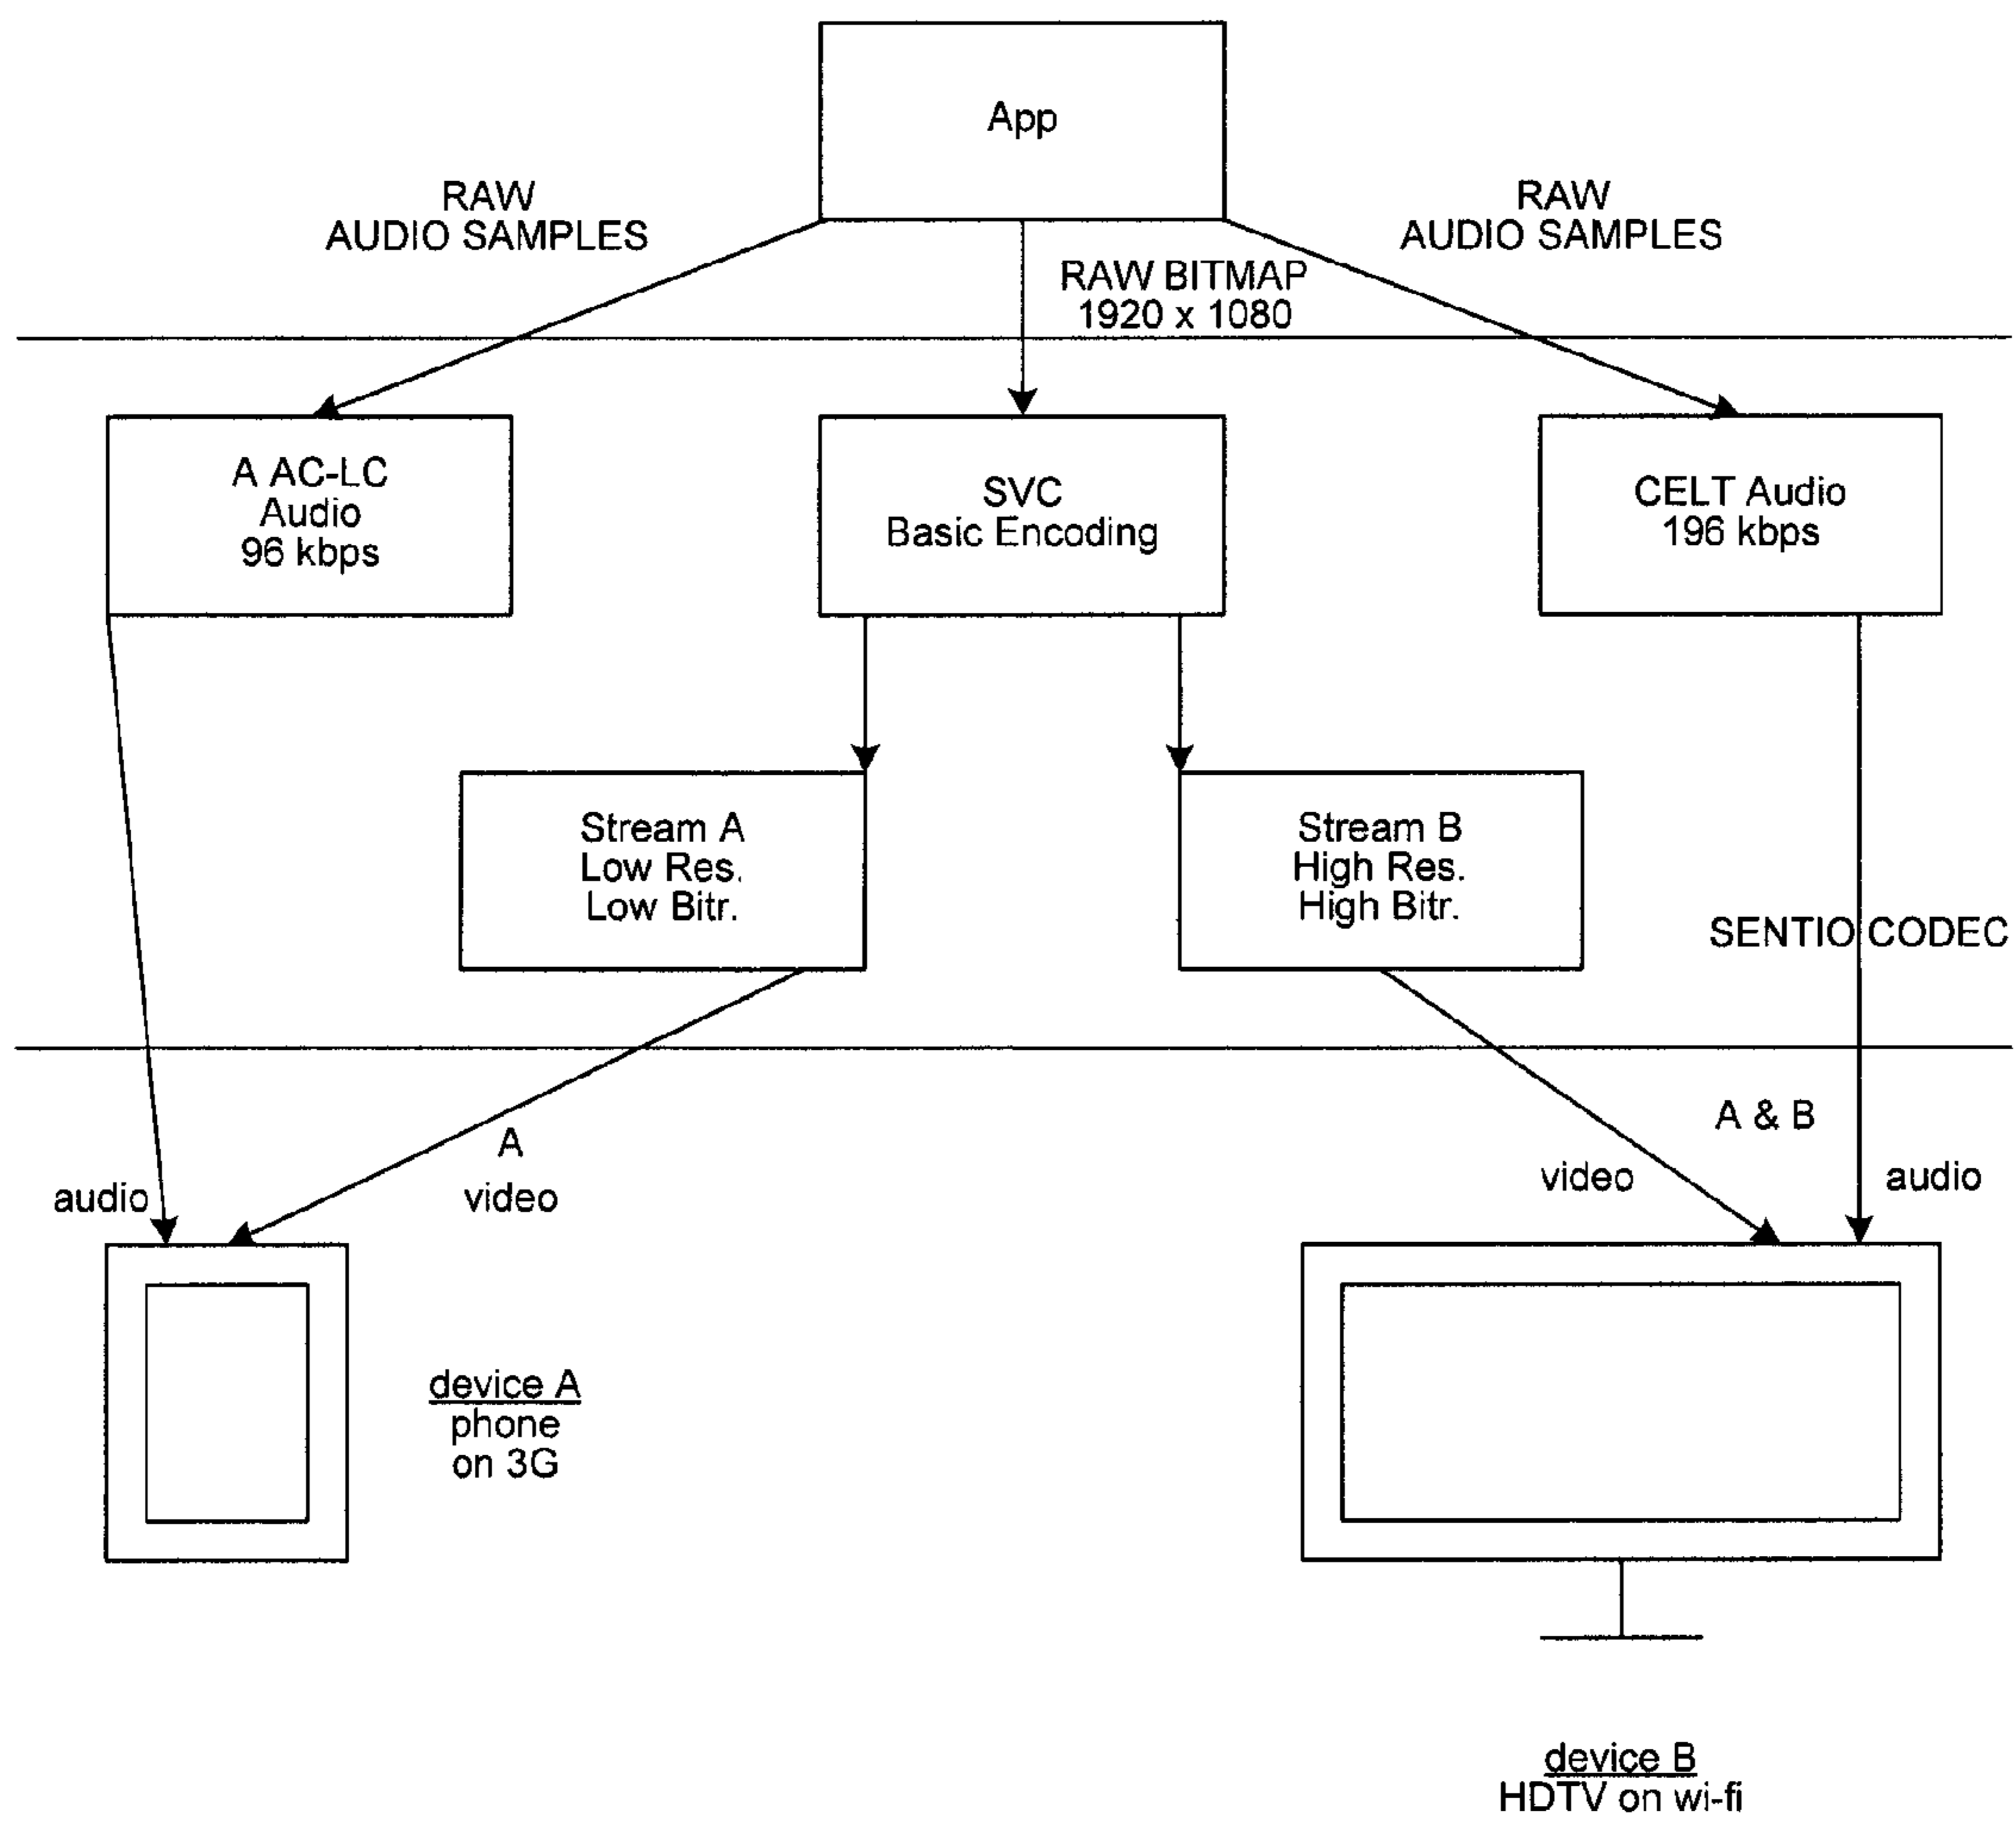 App
RAW
AUDIO SAMPLES
RAW
AUDIO SAMPLES
RAW BITMAP
1920 x 1080
A AC-LC
Audio
96 kbps
SVC
Basic Encoding
CELT Audio
196 kbps
Stream A
Low Res.
Low Bitr.
Stream B
High Res.
High Bitr.
SENTIO CODEC
A
video
audio
A & B
video
audio
device A
phone
on 3G
device B
HDTV on wi-fi